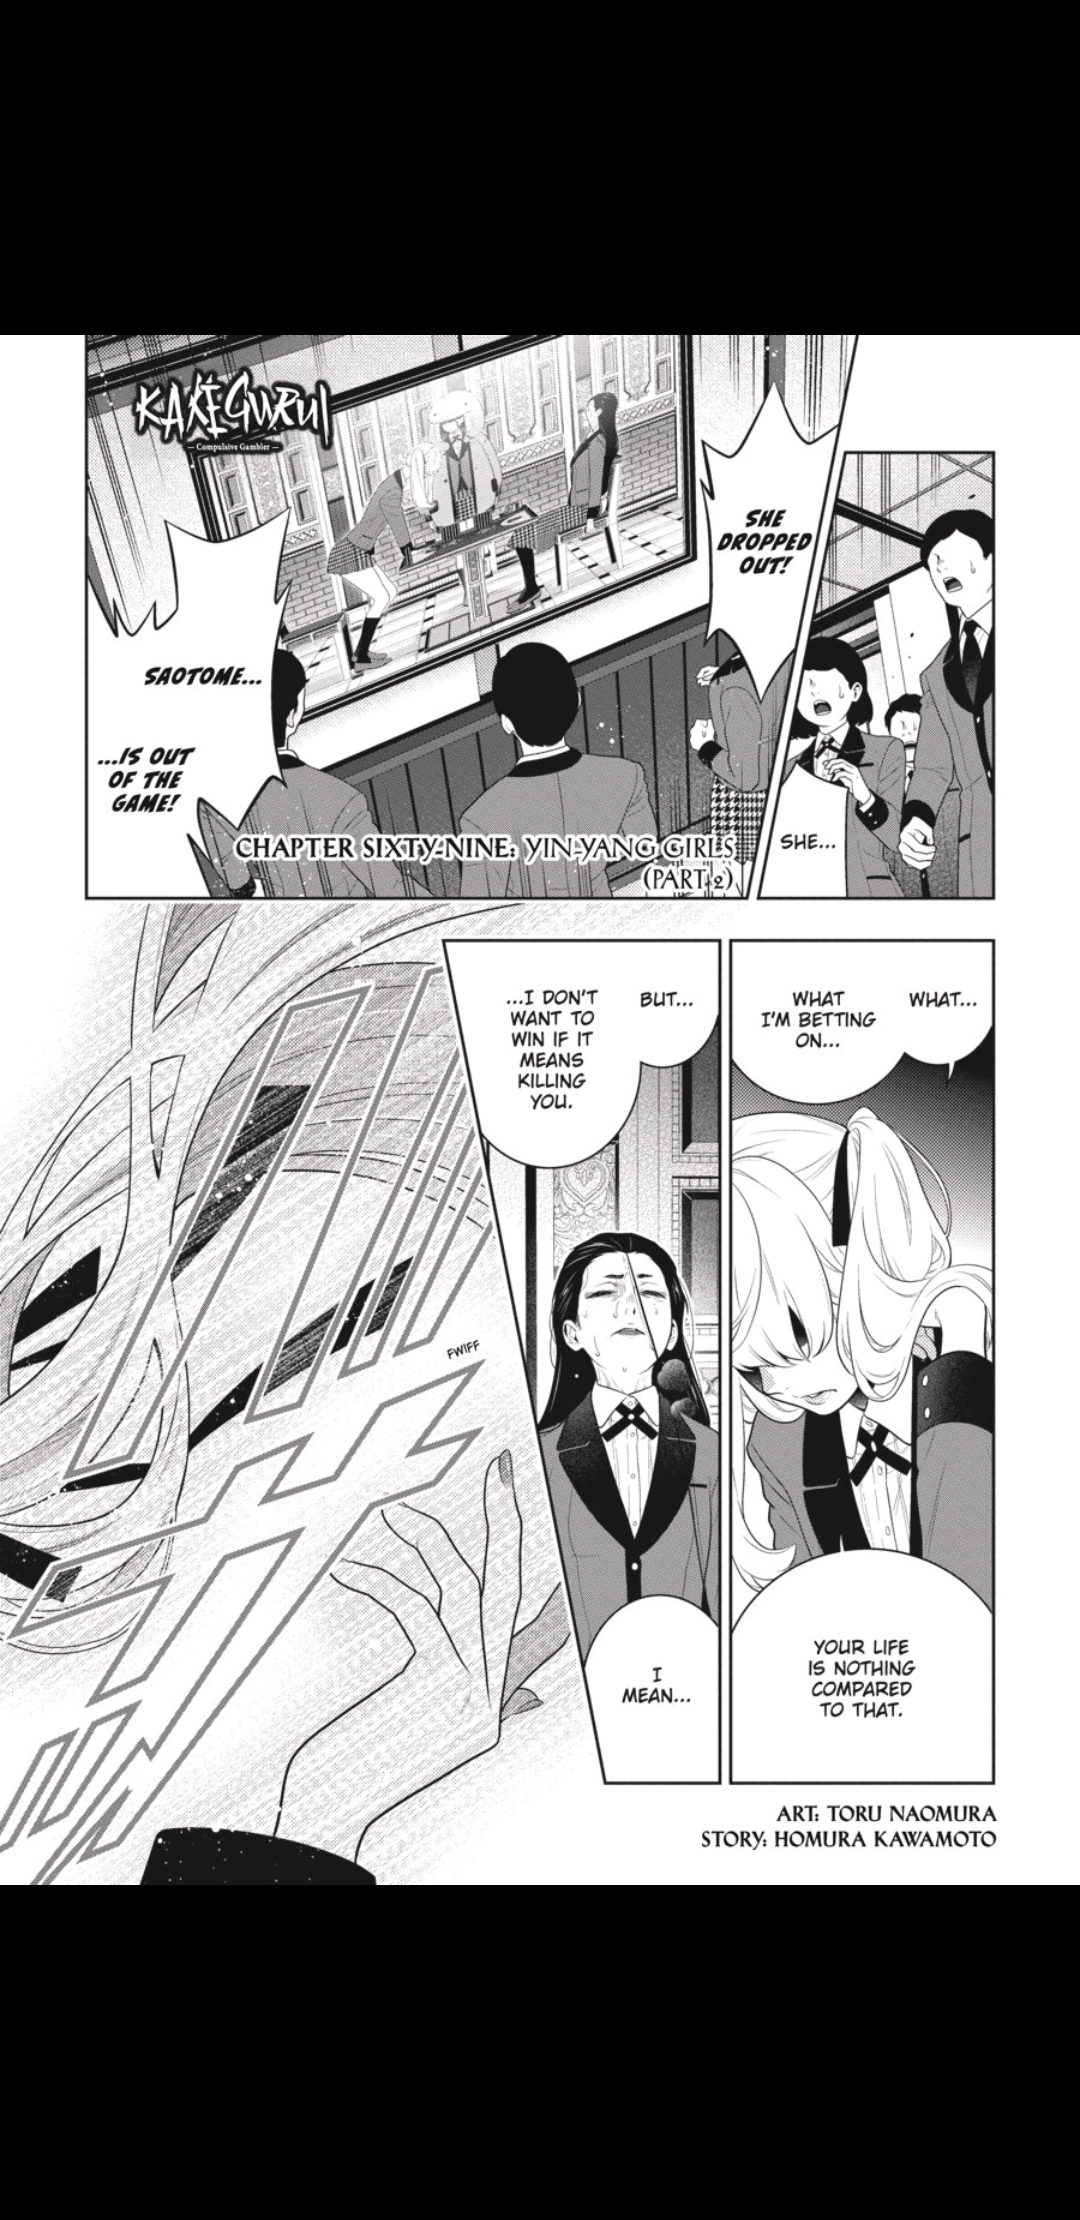 KAKEGURUI
— Compulsive Gambler —
SHE
DROPPED
OUT!
SHE...
SAOTOME...
...IS OUT
OF THE
GAME!
CHAPTER SIXTY-NINE: YIN-YANG GIRLS
(PART 2)
WHAT...
WHAT
I'M BETTING
ON...
YOUR LIFE
IS NOTHING
COMPARED
TO THAT.
BUT...
...I DON'T
WANT TO
WIN IF IT
MEANS
KILLING
YOU.
I
MEAN...
FWIFF
ART: TORU NAOMURA
STORY: HOMURA KAWAMOTO